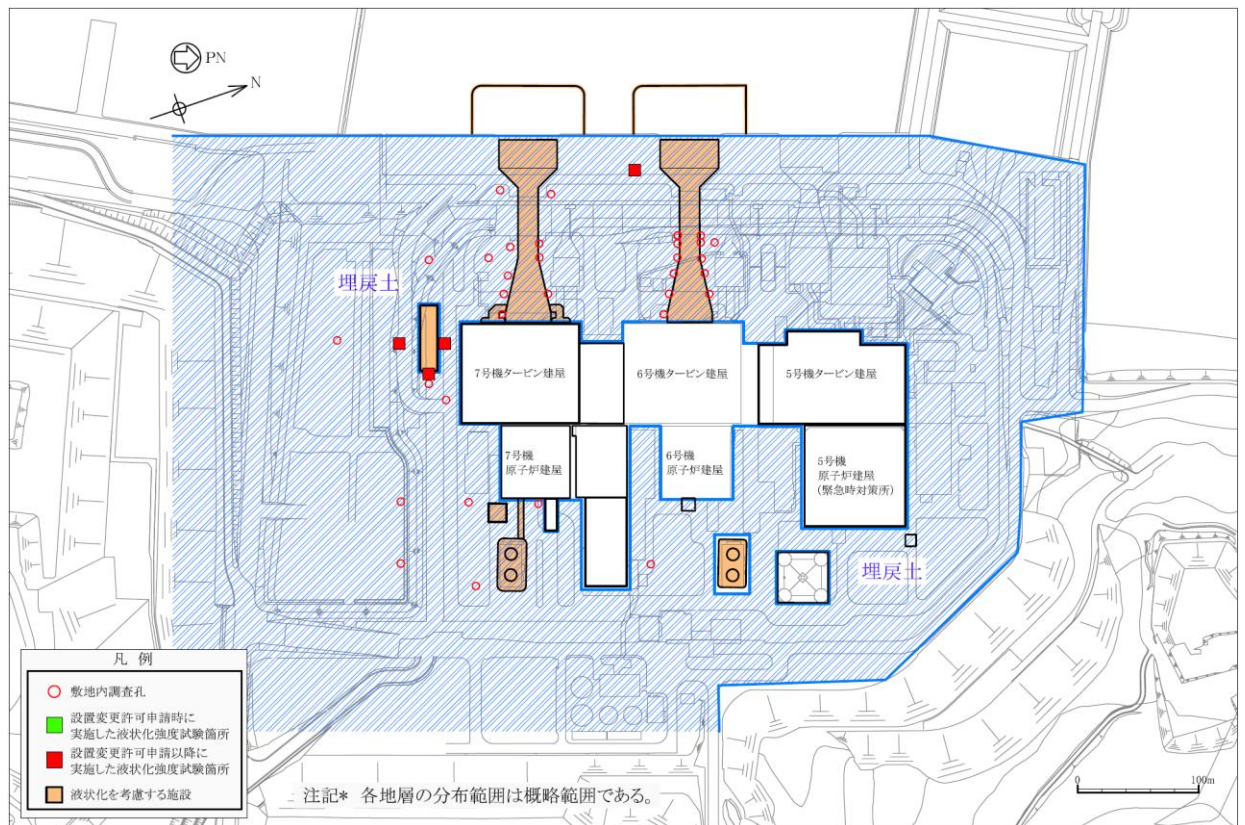 PN
N
埋戻土
7号機タービン建屋
6号機タービン建屋
5号機タービン建屋
7号機
原子炉建屋
6号機
原子炉建屋
5号機
原子炉建屋
(緊急時対策所)
埋戻土
凡 例
敷地内調査孔
設置変更許可申請時に
実施した液状化強度試験箇所
設置変更許可申請以降に
実施した液状化強度試験箇所
液状化を考慮する施設
注記* 各地層の分布範囲は概略範囲である。
0 100m